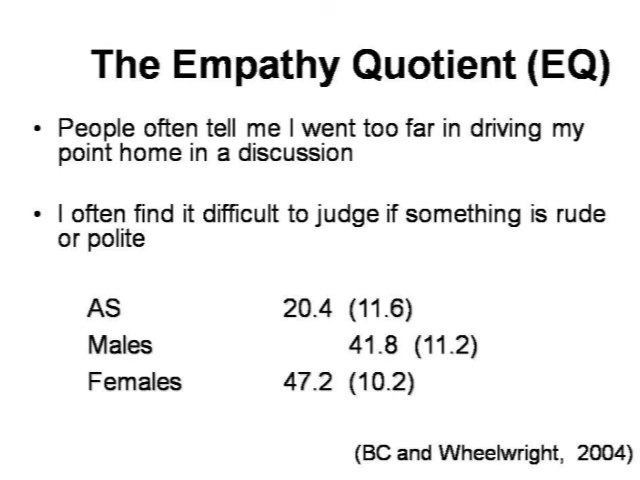 The Empathy Quotient (EQ)
• People often tell me I went too far in driving my
point home in a discussion
• I often find it difficult to judge if something is rude
or polite
AS 20.4 (11.6)
Males 41.8 (11.2)
Females 47.2 (10.2)
(BC and Wheelwright, 2004)